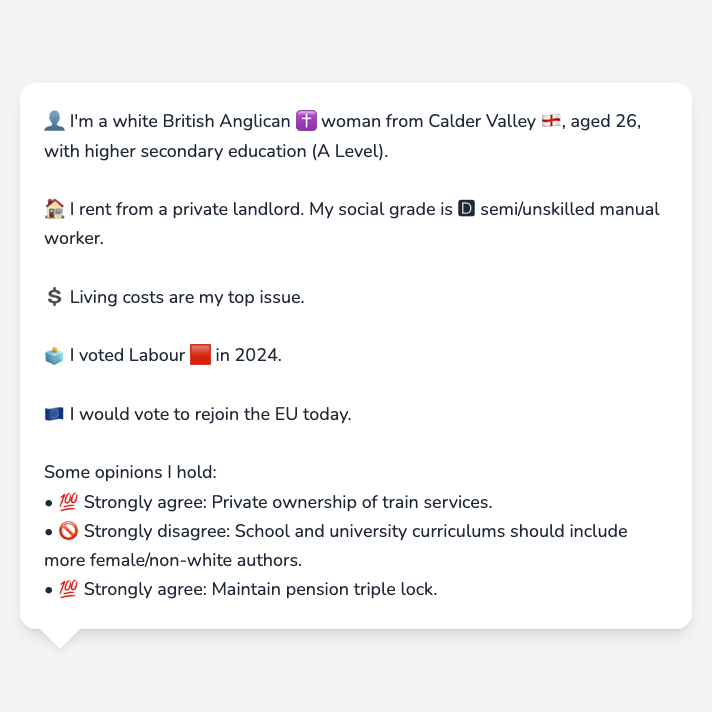 👤 I'm a white British Anglican ✝️ woman from Calder Valley 🏴󠁧󠁢󠁥󠁮󠁧󠁿, aged 26,
with higher secondary education (A Level).
🏠 I rent from a private landlord. My social grade is 🅳 semi/unskilled manual
worker.
💲 Living costs are my top issue.
🗳️ I voted Labour 🟥 in 2024.
🇪🇺 I would vote to rejoin the EU today.
Some opinions I hold:
• 💯 Strongly agree: Private ownership of train services.
• 🚫 Strongly disagree: School and university curriculums should include
more female/non-white authors.
• 💯 Strongly agree: Maintain pension triple lock.